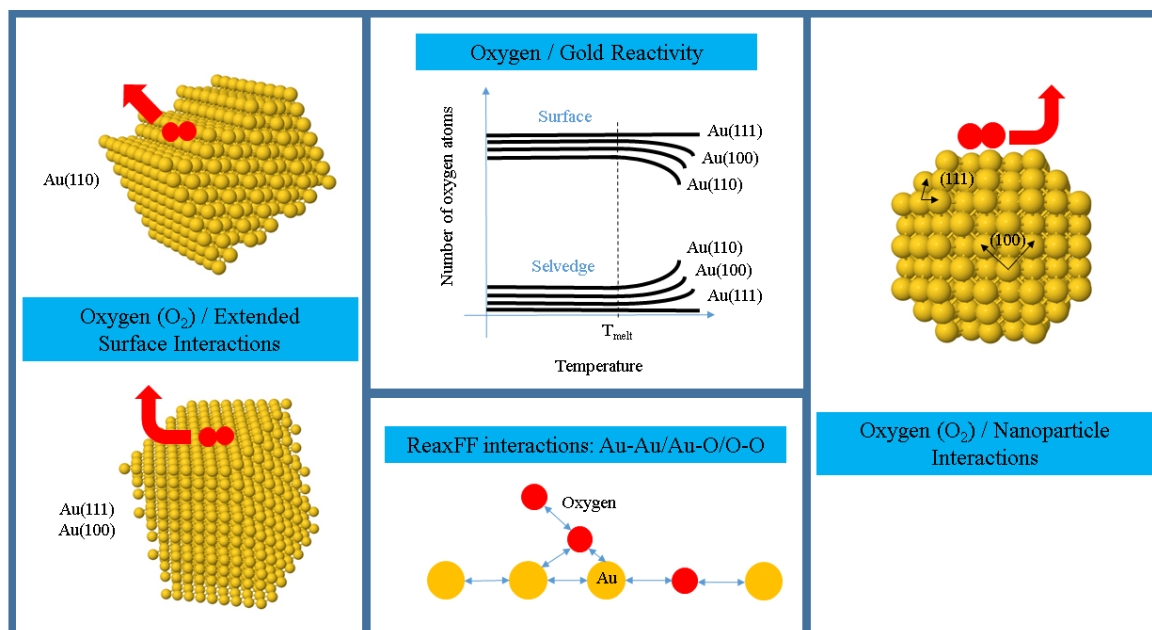 Au(110)
Oxygen (O₂) / Extended
Surface Interactions
Au(111)
Au(100)
Oxygen / Gold Reactivity
Number of oxygen atoms
Surface
Au(111)
Au(100)
Au(110)
Selvedge
Au(110)
Au(100)
Au(111)
Tmelt
Temperature
ReaxFF interactions: Au-Au/Au-O/O-O
Oxygen
Au
(111)
(100)
Oxygen (O₂) / Nanoparticle
Interactions